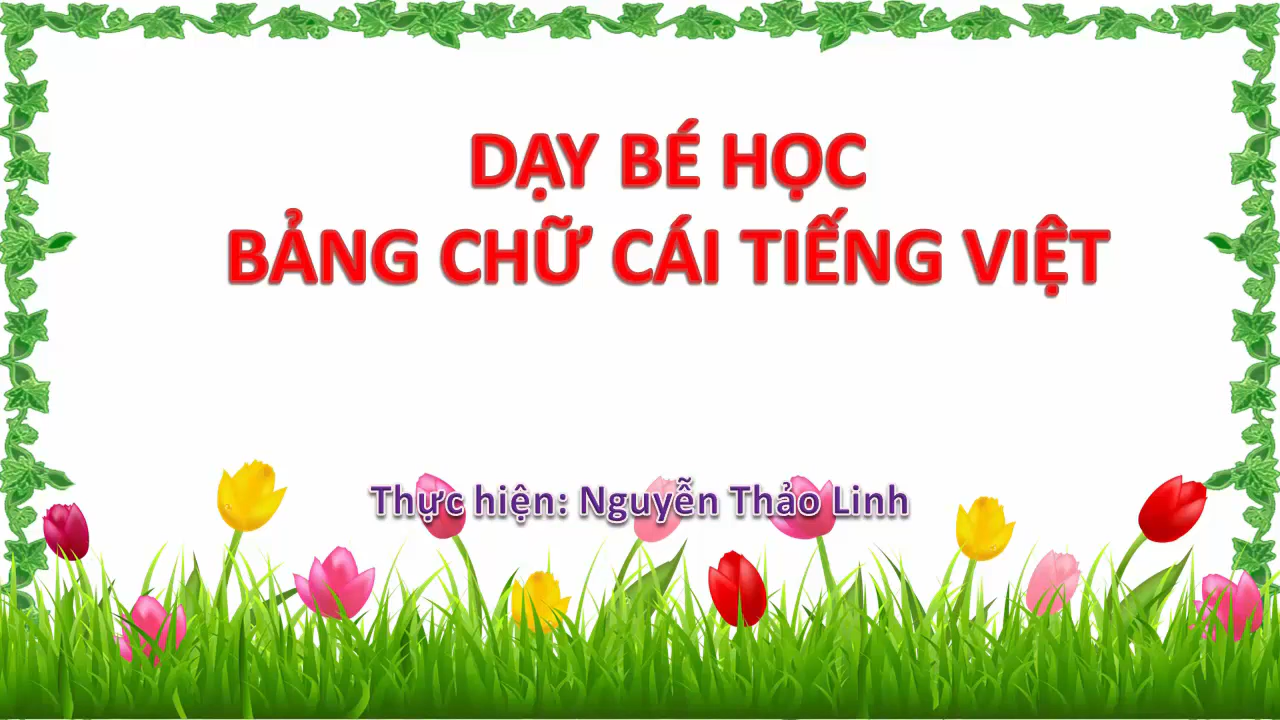 DẠY BÉ HỌC
BẢNG CHỮ CÁI TIẾNG VIỆT
Thực hiện: Nguyễn Thảo Linh